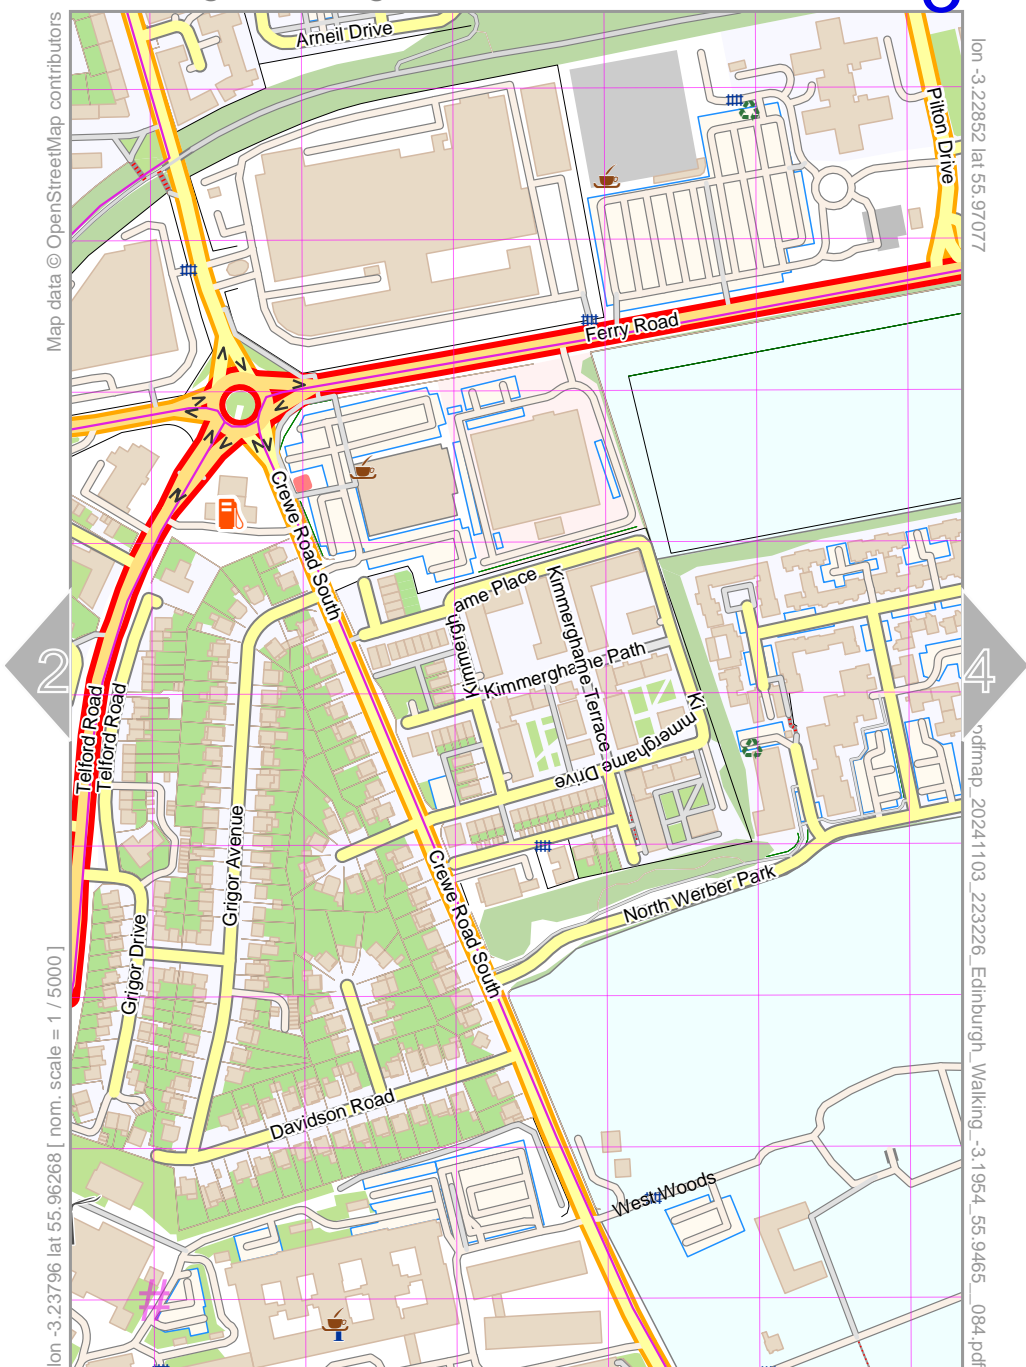 Arneil Drive
Map data © OpenStreetMap contributors
lon -3.22852 lat 55.97077
Pilton Drive
Ferry Road
Crewe Road South
Kimmerghame Place
Kimmerghame Terrace
Kimmerghame Path
Kimmerghame Drive
2
4
Telford Road
Telford Road
Grigor Avenue
Crewe Road South
North Werber Park
Grigor Drive
Davidson Road
West Woods
lon -3.23796 lat 55.96268 [ nom. scale = 1 / 5000 ]
pdfmap_20241103_223226_Edinburgh_Walking_-3.1954_55.9465__084.pdf